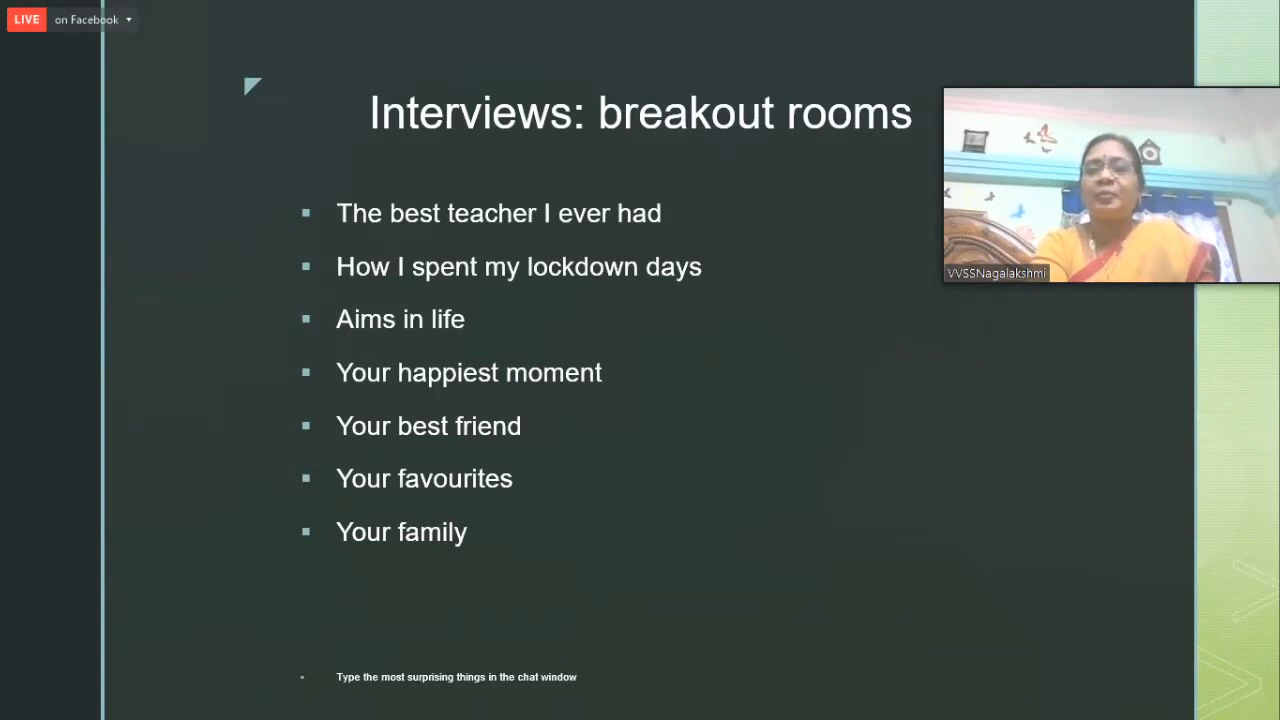 LIVE on Facebook
Interviews: breakout rooms
The best teacher I ever had
How I spent my lockdown days
Aims in life
Your happiest moment
Your best friend
Your favourites
Your family
Type the most surprising things in the chat window
VVSSNagalakshmi